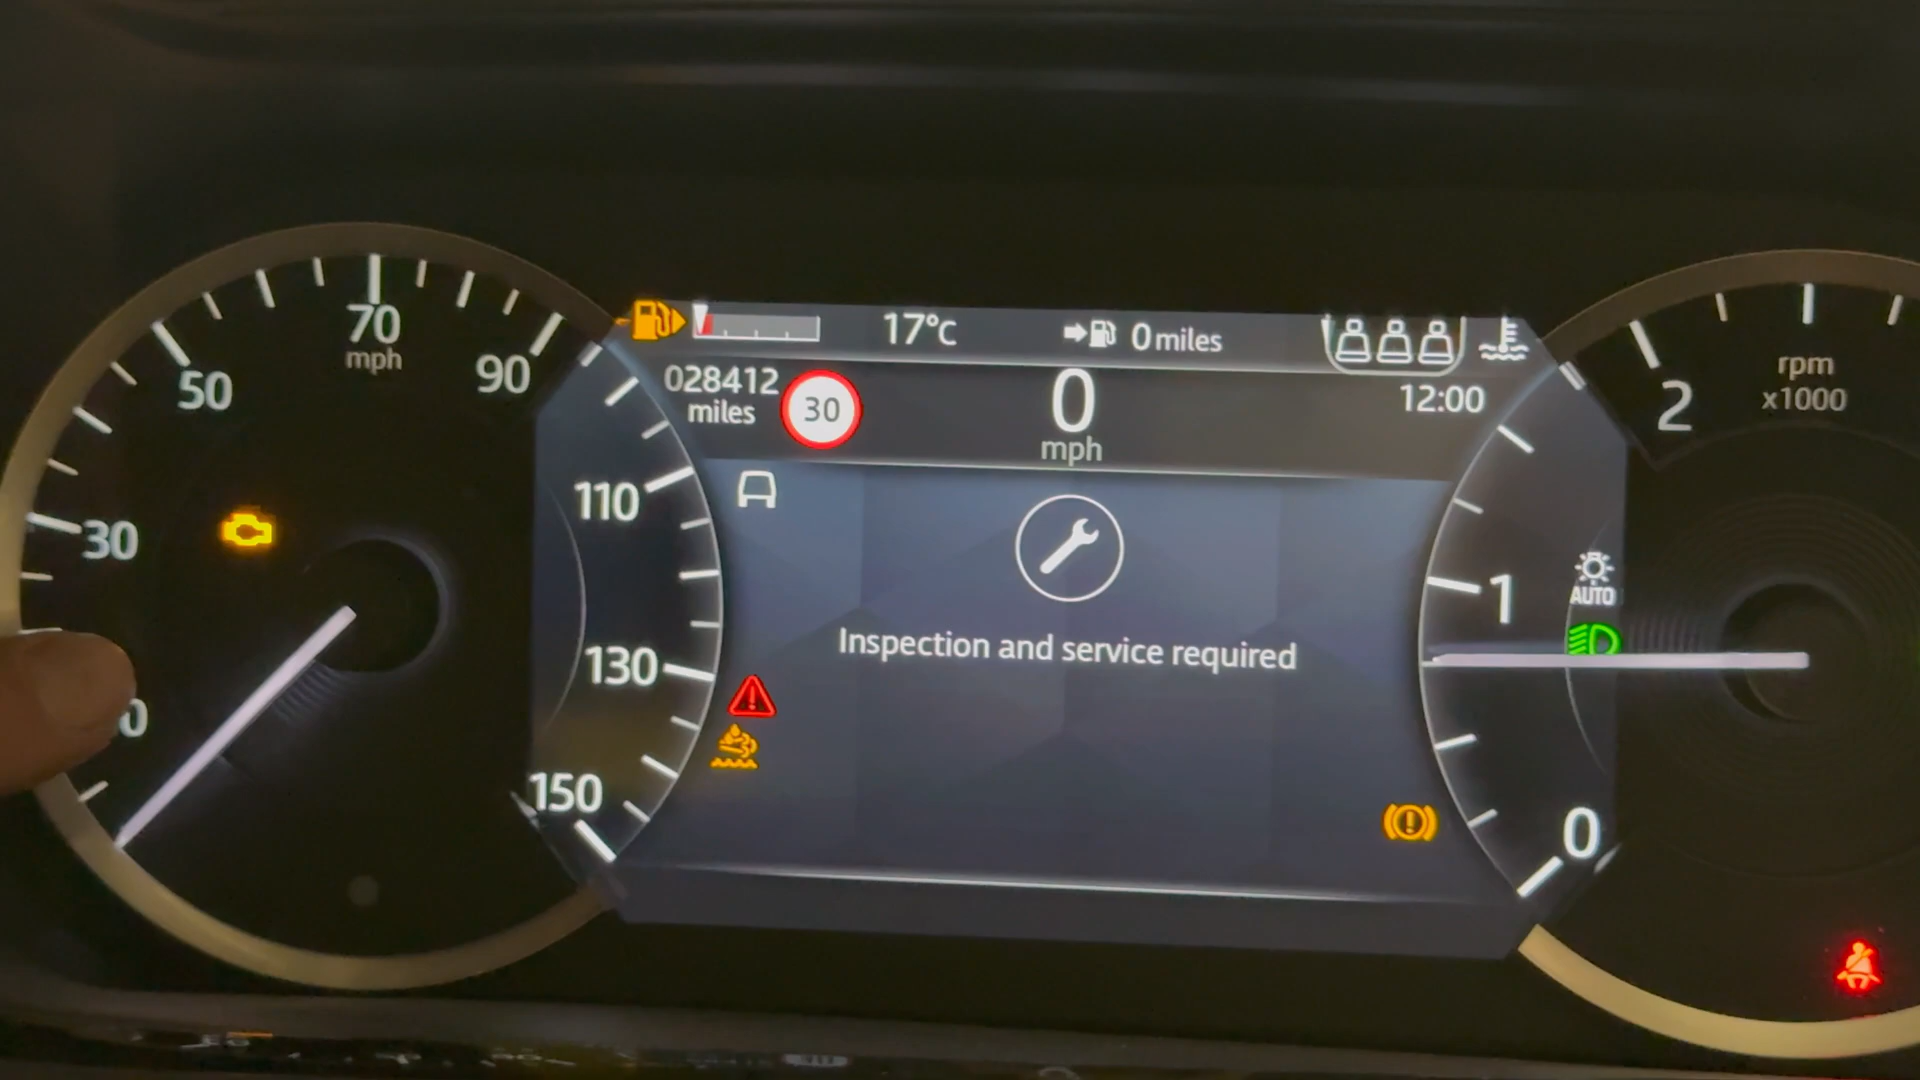 70
mph
50
90
30
0
110
130
150
17°C
0 miles
028412
miles
30
0
mph
12:00
Inspection and service required
2
rpm
x1000
1
AUTO
0